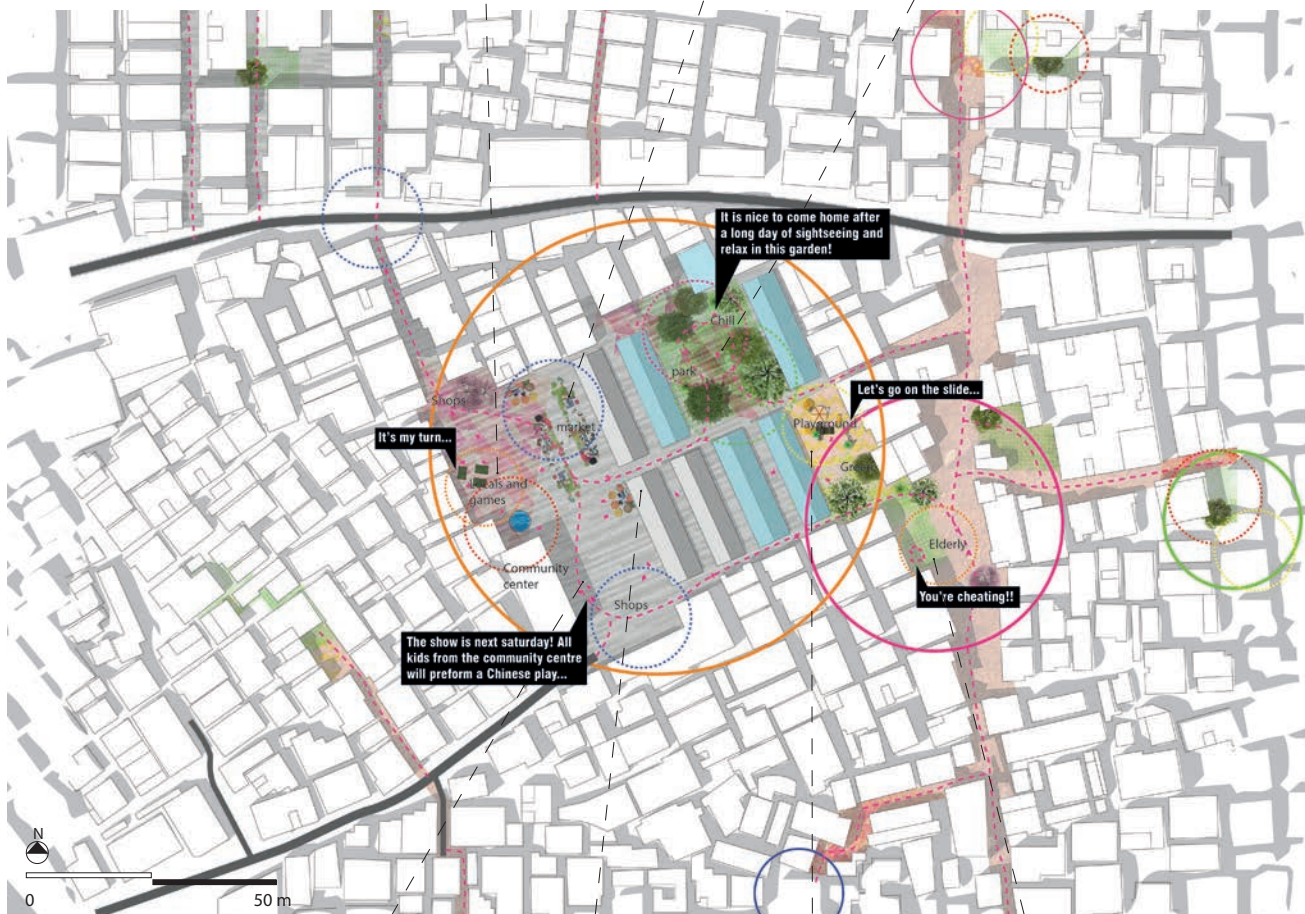 It is nice to come home after
a long day of sightseeing and
relax in this garden!
Chill
park
Let's go on the slide...
Shops
market
Playground
It's my turn...
Locals and
games
Green
Elderly
Community
center
You're cheating!!
Shops
The show is next saturday! All
kids from the community centre
will preform a Chinese play...
N
0
50 m